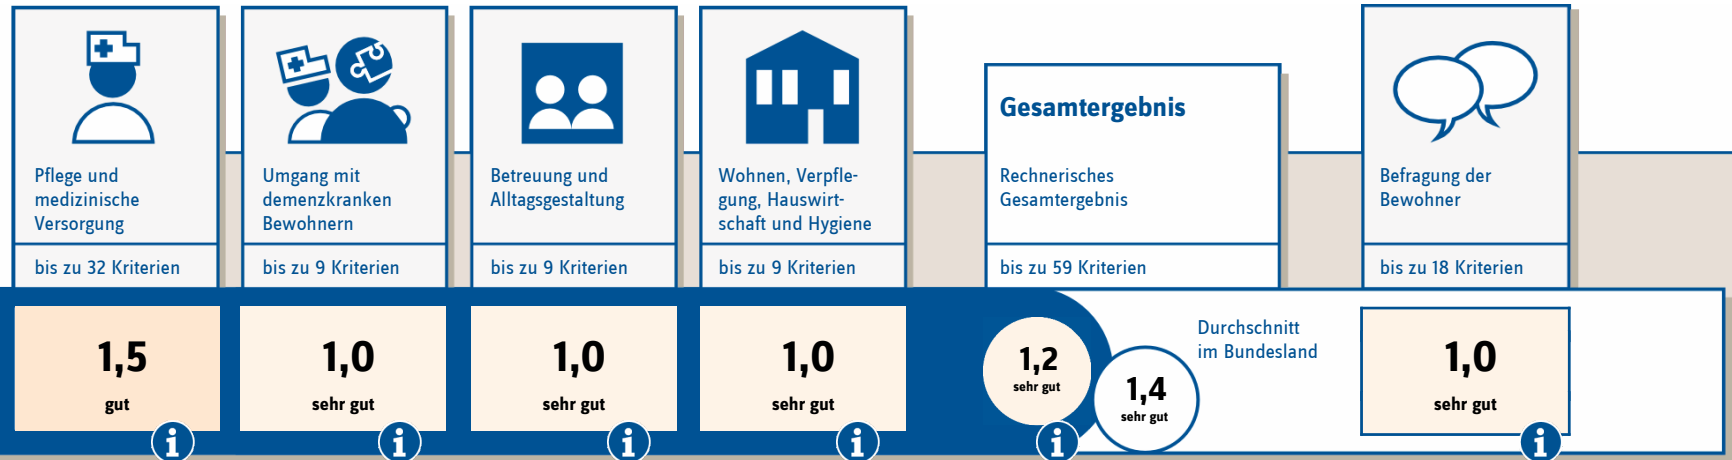 Pflege und
medizinische
Versorgung
bis zu 32 Kriterien
1,5
gut
i
Umgang mit
demenzkranken
Bewohnern
bis zu 9 Kriterien
1,0
sehr gut
i
Betreuung und
Alltagsgestaltung
bis zu 9 Kriterien
1,0
sehr gut
i
Wohnen, Verpfle-
gung, Hauswirt-
schaft und Hygiene
bis zu 9 Kriterien
1,0
sehr gut
i
Gesamtergebnis
Rechnerisches
Gesamtergebnis
bis zu 59 Kriterien
1,2
sehr gut
i
1,4
sehr gut
Durchschnitt
im Bundesland
Befragung der
Bewohner
bis zu 18 Kriterien
1,0
sehr gut
i